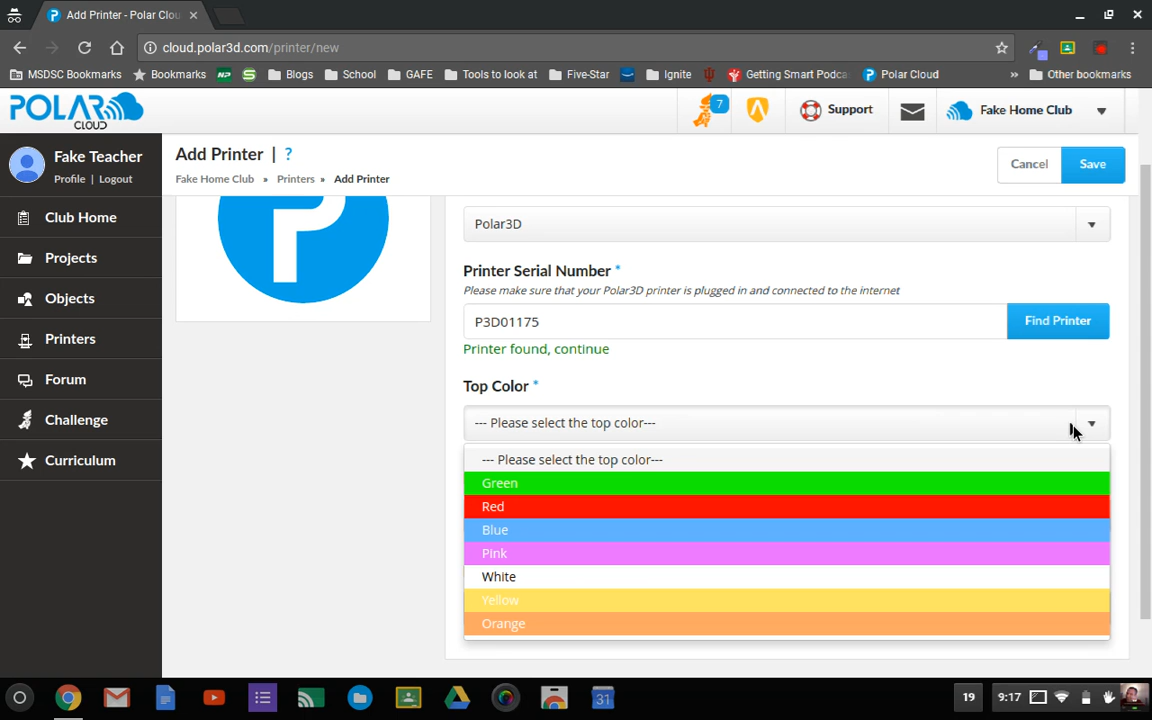 Add Printer - Polar Clou
cloud.polar3d.com/printer/new
MSDSC Bookmarks Bookmarks NP S Blogs School GAFE Tools to look at Five-Star Ignite Getting Smart Podca Polar Cloud » Other bookmarks
POLAR CLOUD
7 Support Fake Home Club
Fake Teacher
Profile | Logout
Club Home
Projects
Objects
Printers
Forum
Challenge
Curriculum
Add Printer | ?
Fake Home Club » Printers » Add Printer
Cancel Save
Polar3D
Printer Serial Number *
Please make sure that your Polar3D printer is plugged in and connected to the internet
P3D01175 Find Printer
Printer found, continue
Top Color *
--- Please select the top color---
--- Please select the top color---
Green
Red
Blue
Pink
White
Yellow
Orange
31 19 9:17